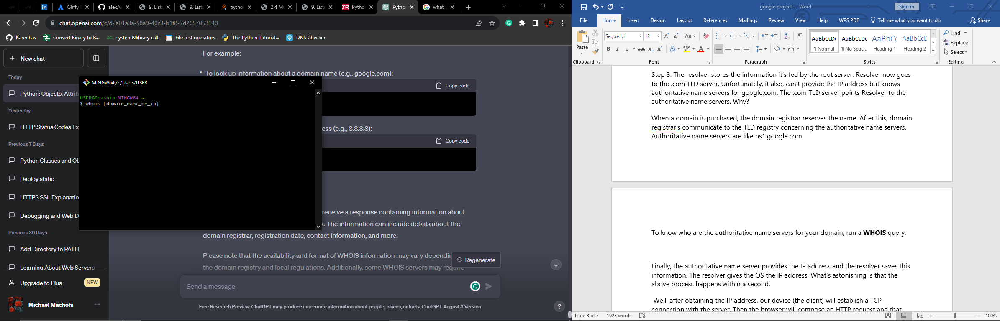 Gliffy
alex/w
9. List
9. List
pytho
2.4 M
9. List
Python
Pytho
what i
chat.openai.com/c/d2a01a3a-58a9-40c3-b1f8-7d2657053140
Karenhav
Convert Binary to B...
system&library call
File test operators
The Python Tutorial...
DNS Checker
New chat
Today
Python: Objects, Attrib
Yesterday
HTTP Status Codes Ex
Previous 7 Days
Python Classes and Ob
Deploy static
HTTPS SSL Explanatio
Debugging and Web D
Previous 30 Days
Add Directory to PATH
Learning About Web Servers
Upgrade to Plus
NEW
Michael Machohi
For example:
• To look up information about a domain name (e.g., google.com):
Copy code
ess (e.g., 8.8.8.8):
Copy code
receive a response containing information about
s. The information can include details about the
domain registrar, registration date, contact information, and more.
Please note that the availability and format of WHOIS information may vary dependin
the domain registry and local regulations. Additionally, some WHOIS servers may require
Regenerate
Send a message
Free Research Preview. ChatGPT may produce inaccurate information about people, places, or facts. ChatGPT August 3 Version
?
MINGW64:/c/Users/USER
USER@Frashia MINGW64 ~
$ whois [domain_name_or_ip]
google project - Word
Sign in
File
Home
Insert
Design
Layout
References
Mailings
Review
View
Help
WPS PDF
Tell me what you want to do
Share
Paste
Clipboard
Segoe UI
12
Font
Paragraph
AaBbCcDc
¶ Normal
AaBbCcDc
¶ No Spac...
AaBbC
Heading 1
AaBbCcE
Heading 2
Styles
Find
Replace
Select
Editing
Step 3: The resolver stores the information it's fed by the root server. Resolver now goes
to the .com TLD server. Unfortunately, it also, can't provide the IP address but knows
authoritative name servers for google.com. The .com TLD server points Resolver to the
authoritative name servers. Why?
When a domain is purchased, the domain registrar reserves the name. After this, domain
registrar's communicate to the TLD registry concerning the authoritative name servers.
Authoritative name servers are like ns1.google.com.
To know who are the authoritative name servers for your domain, run a WHOIS query.
Finally, the authoritative name server provides the IP address and the resolver saves this
information. The resolver gives the OS the IP address. What's astonishing is that the
above process happens within a second.
Well, after obtaining the IP address, our device (the client) will establish a TCP
connection with the server. Then the browser will compose an HTTP request and that
Page 3 of 7
1925 words
100%